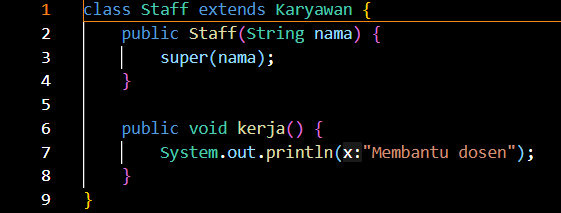 1 class Staff extends Karyawan {
2     public Staff(String nama) {
3         super(nama);
4     }
5
6     public void kerja() {
7         System.out.println(x:"Membantu dosen");
8     }
9 }